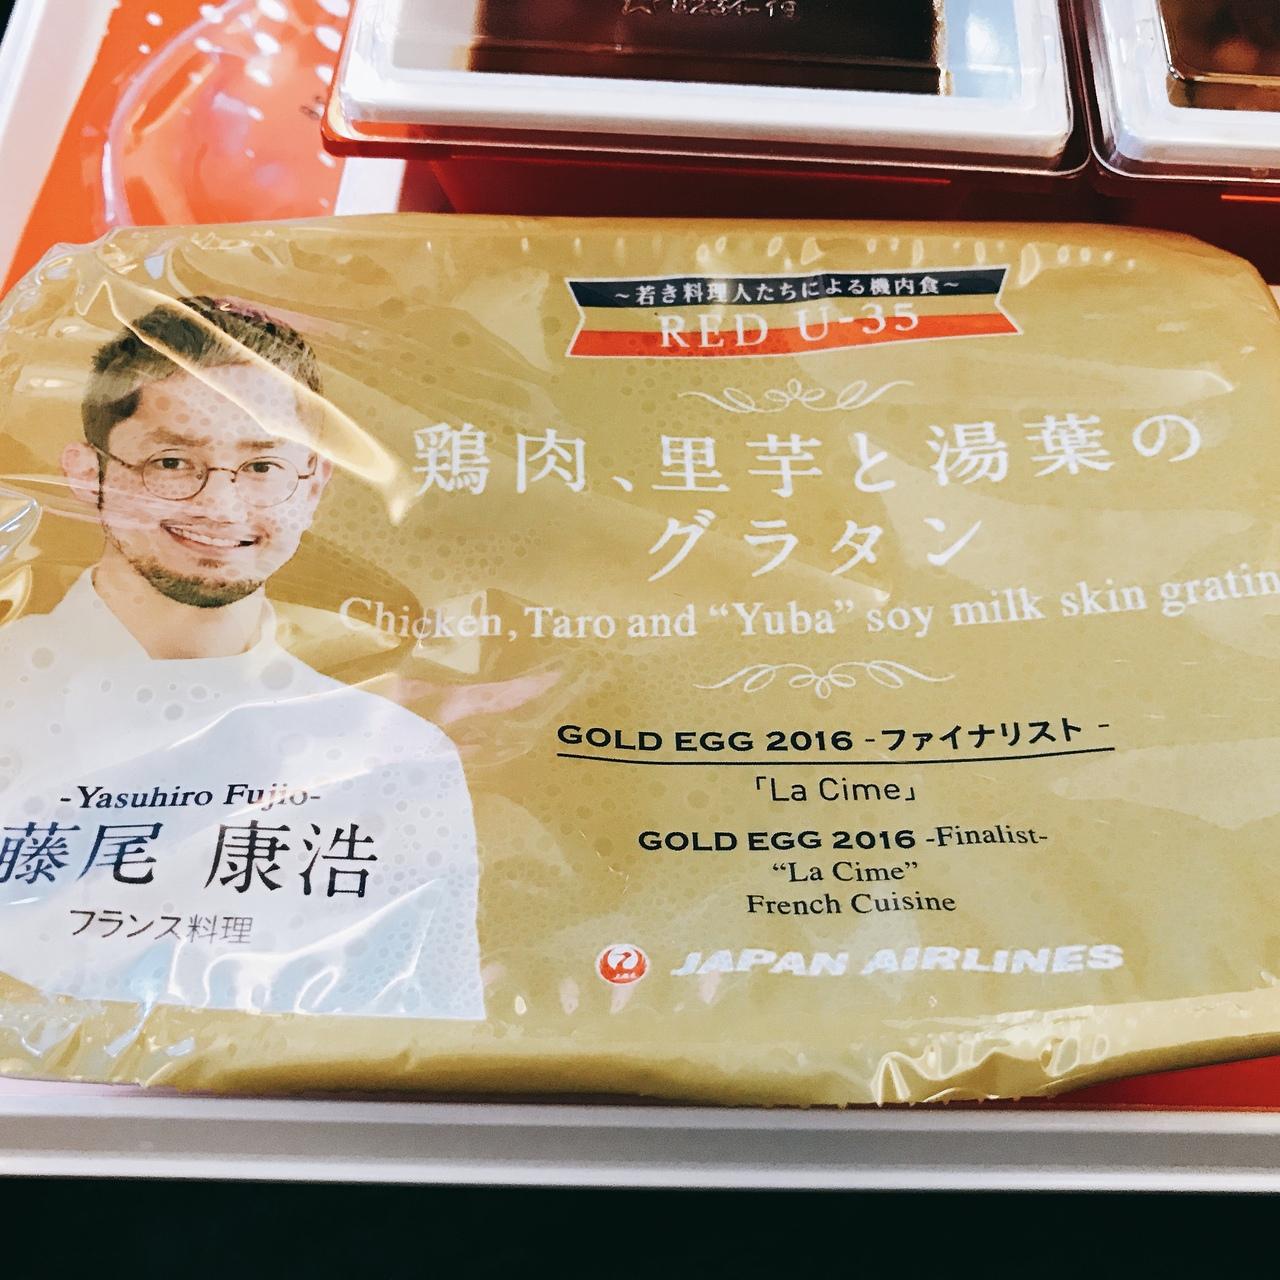 ~若き料理人たちによる機内食~
RED U-35
鶏肉、里芋と湯葉の
グラタン
Chicken, Taro and “Yuba” soy milk skin gratin
GOLD EGG 2016 -ファイナリスト -
「La Cime」
GOLD EGG 2016 -Finalist-
“La Cime”
French Cuisine
-Yasuhiro Fujio-
藤尾 康浩
フランス料理
JAPAN AIRLINES